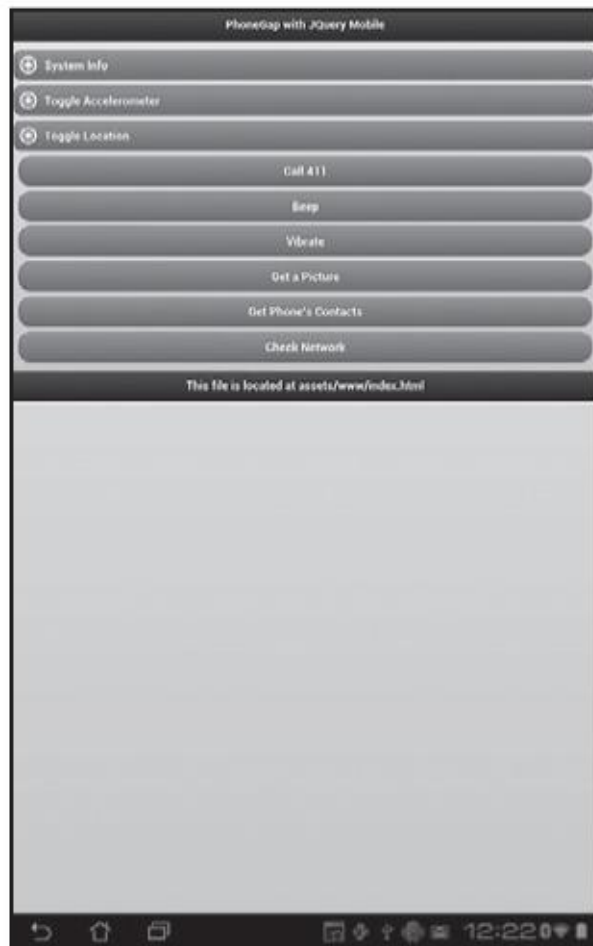 PhoneGap with JQuery Mobile
System Info
Toggle Accelerometer
Toggle Location
Call 411
Beep
Vibrate
Get a Picture
Get Phone's Contacts
Check Network
This file is located at assets/www/index.html
12:22